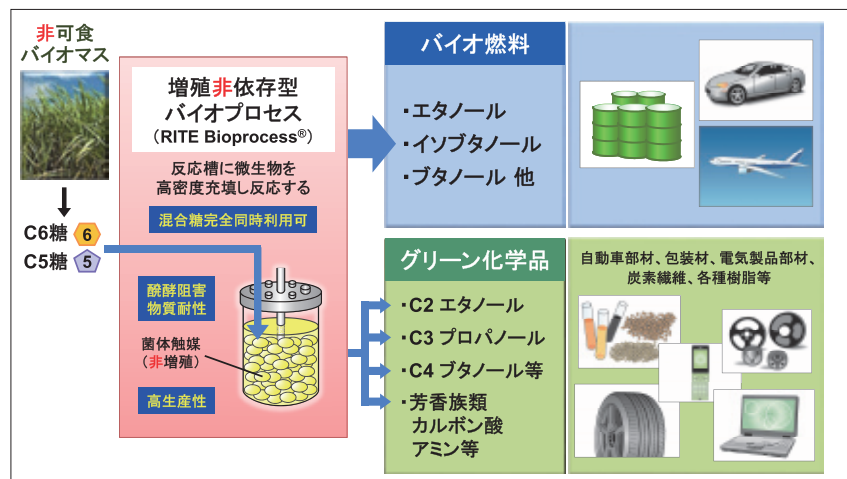 非可食
バイオマス
C6糖 6
C5糖 5
増殖非依存型
バイオプロセス
(RITE Bioprocess®)
反応槽に微生物を
高密度充填し反応する
混合糖完全同時利用可
醗酵阻害
物質耐性
菌体触媒
(非増殖)
高生産性
バイオ燃料
・エタノール
・イソブタノール
・ブタノール 他
グリーン化学品
・C2 エタノール
・C3 プロパノール
・C4 ブタノール等
・芳香族類
カルボン酸
アミン等
自動車部材、包装材、電気製品部材、
炭素繊維、各種樹脂等